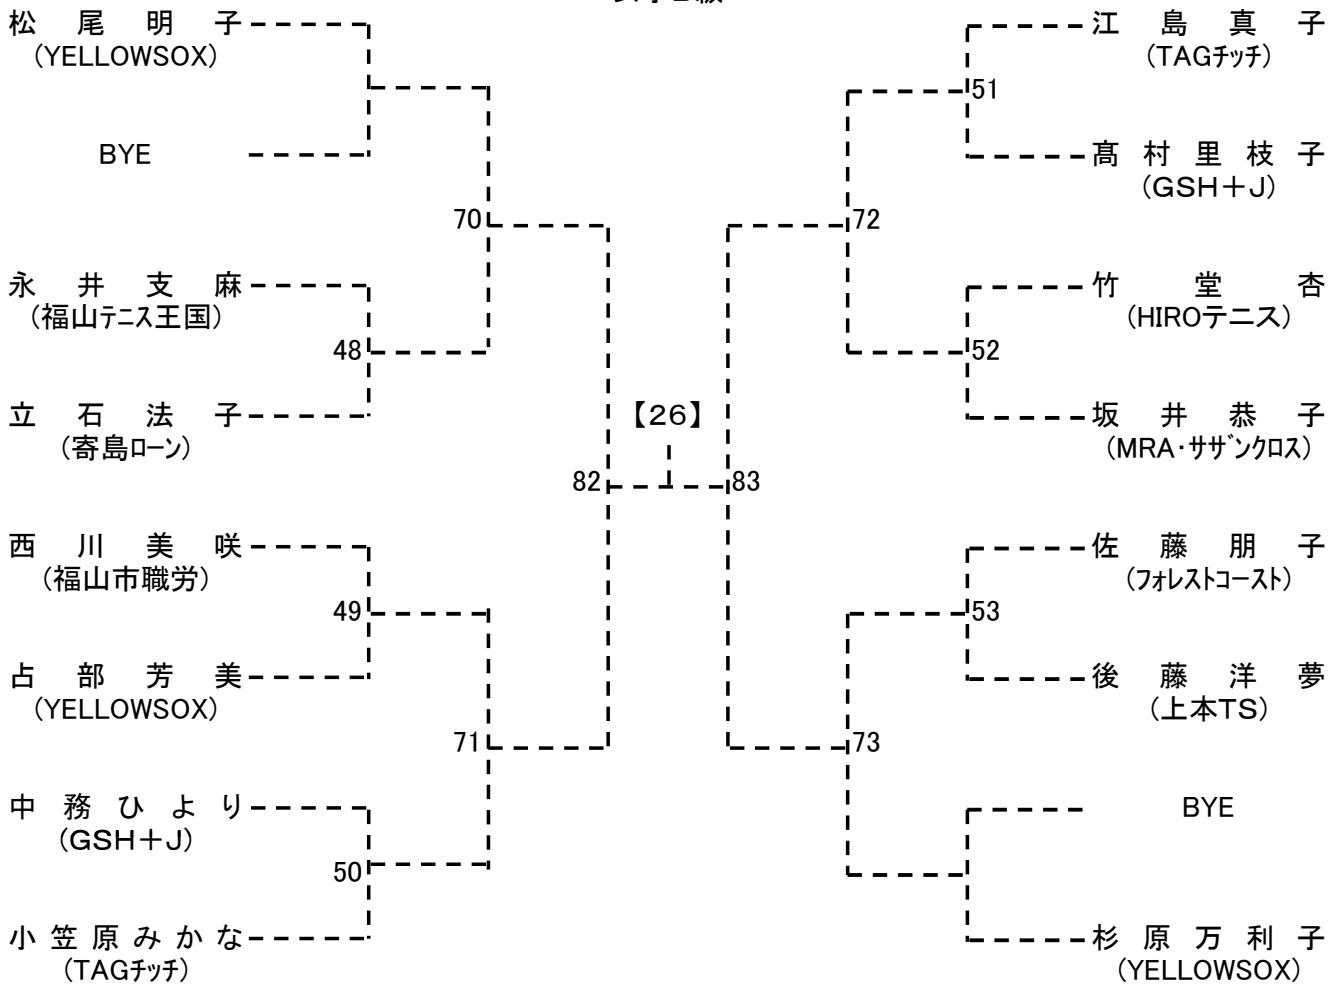 松尾明子
(YELLOWSOX)
BYE
70
永井支麻
(福山テニス王国)
48
立石法子
(寄島ローン)
82
西川美咲
(福山市職労)
49
占部芳美
(YELLOWSOX)
71
中務ひより
(GSH+J)
50
小笠原みかな
(TAGチッチ)
【26】
江島真子
(TAGチッチ)
51
髙村里枝子
(GSH+J)
72
竹堂杏
(HIROテニス)
52
坂井恭子
(MRA・サザンクロス)
83
佐藤朋子
(フォレストコースト)
53
後藤洋夢
(上本TS)
73
BYE
杉原万利子
(YELLOWSOX)